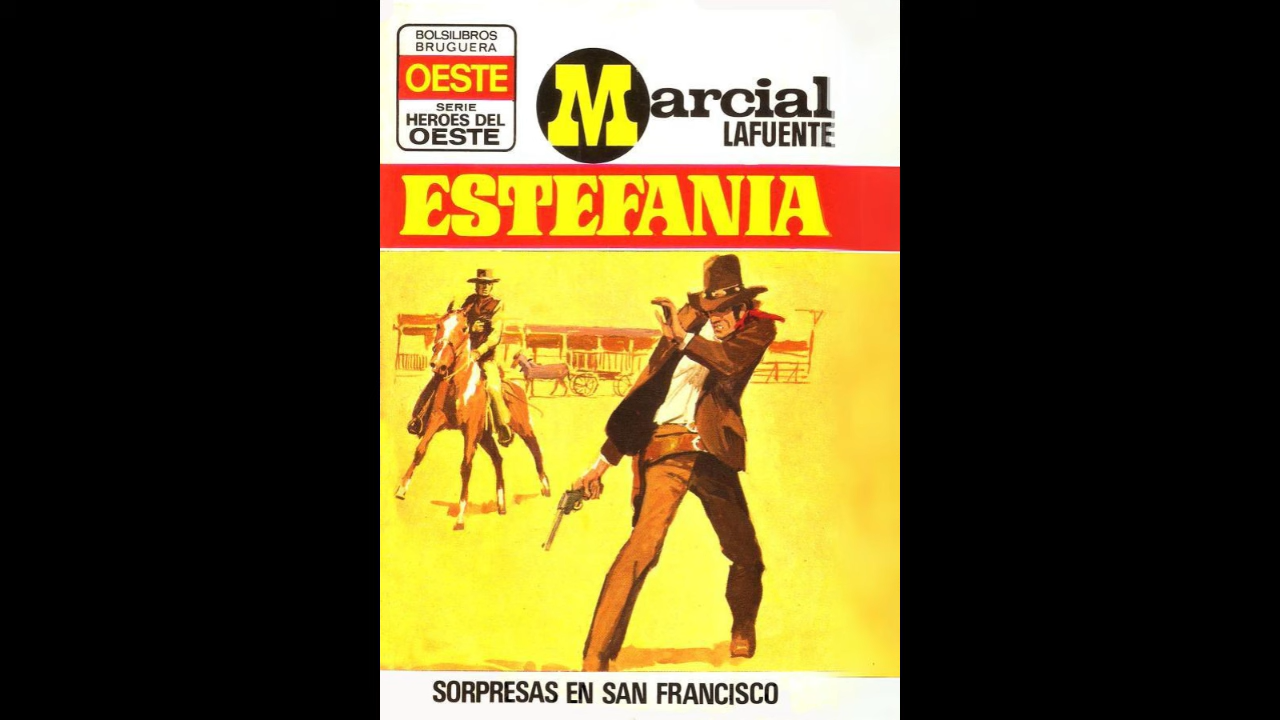 BOLSILIBROS
BRUGUERA
OESTE
SERIE
HEROES DEL
OESTE
Marcial
LAFUENTE
ESTEFANIA
SORPRESAS EN SAN FRANCISCO